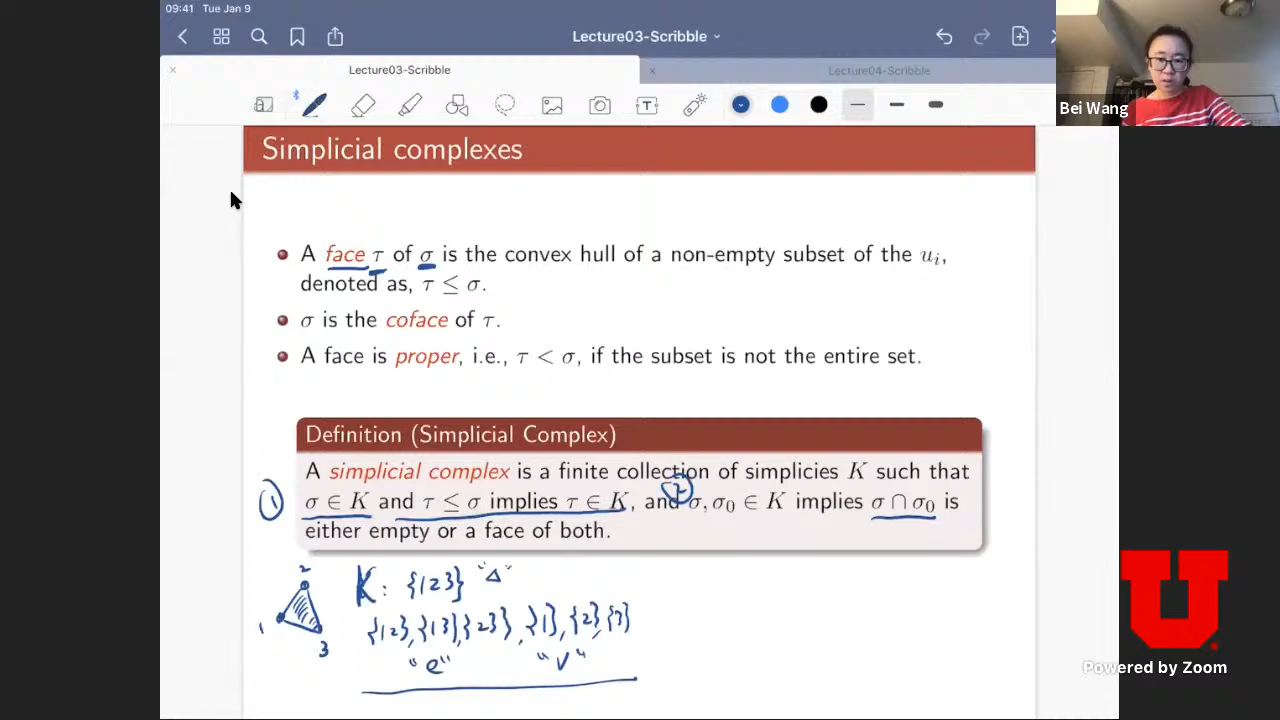 09:41 Tue Jan 9
Lecture03-Scribble
Lecture03-Scribble
Lecture04-Scribble
Bei Wang
Simplicial complexes
A face τ of σ is the convex hull of a non-empty subset of the uᵢ,
denoted as, τ ≤ σ.
σ is the coface of τ.
A face is proper, i.e., τ < σ, if the subset is not the entire set.
Definition (Simplicial Complex)
A simplicial complex is a finite collection of simplicies K such that
① σ ∈ K and τ ≤ σ implies τ ∈ K, and ② σ, σ₀ ∈ K implies σ ∩ σ₀ is
either empty or a face of both.
2
1
3
K: {123} "Δ"
{12}, {13}, {23}, {1}, {2}, {3}
"e" "v"
U
Powered by Zoom